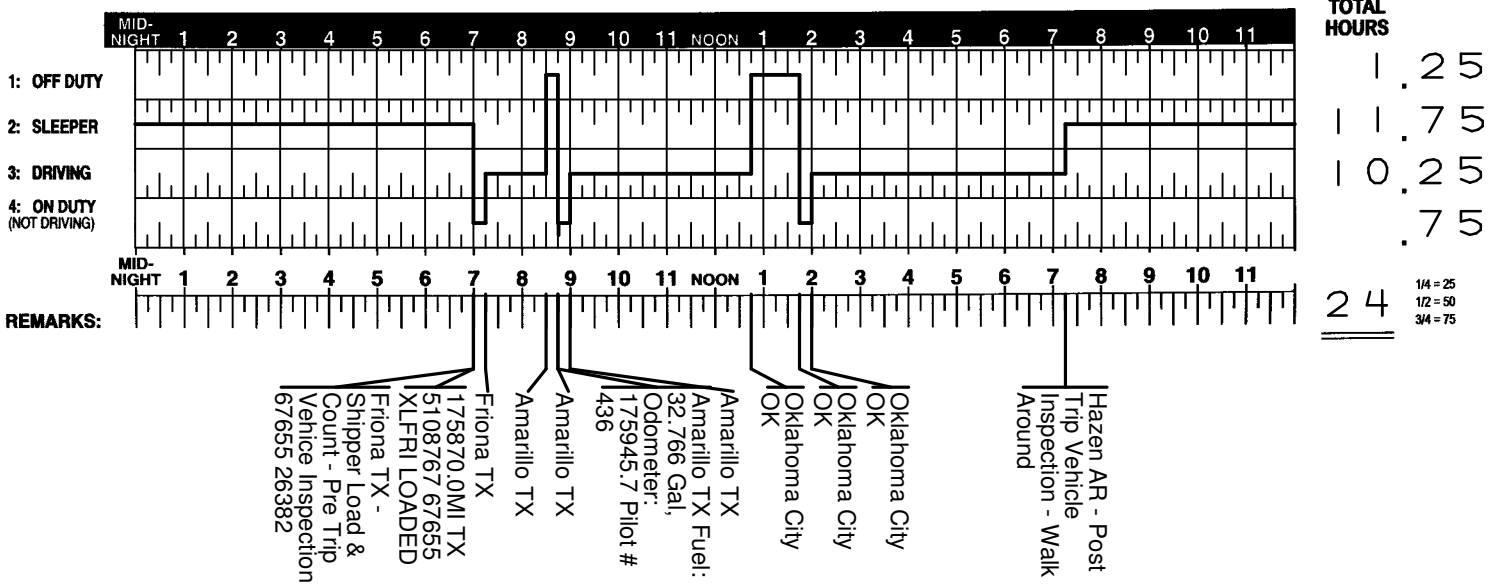 MID-
NIGHT 1 2 3 4 5 6 7 8 9 10 11 NOON 1 2 3 4 5 6 7 8 9 10 11
TOTAL
HOURS
1: OFF DUTY
1.25
2: SLEEPER
11.75
3: DRIVING
10.25
4: ON DUTY
(NOT DRIVING)
.75
MID-
NIGHT 1 2 3 4 5 6 7 8 9 10 11 NOON 1 2 3 4 5 6 7 8 9 10 11
REMARKS:
24
1/4 = 25
1/2 = 50
3/4 = 75
Friona TX -
Shipper Load &
Count - Pre Trip
Vehice Inspection
67655 26382
175870.0MI TX
5108767 67655
XLFRI LOADED
Friona TX
Amarillo TX
Amarillo TX
Amarillo TX Fuel:
32.766 Gal,
Odometer:
175945.7 Pilot #
436
Amarillo TX
Oklahoma City
OK
Oklahoma City
OK
Oklahoma City
OK
Hazen AR - Post
Trip Vehicle
Inspection - Walk
Around